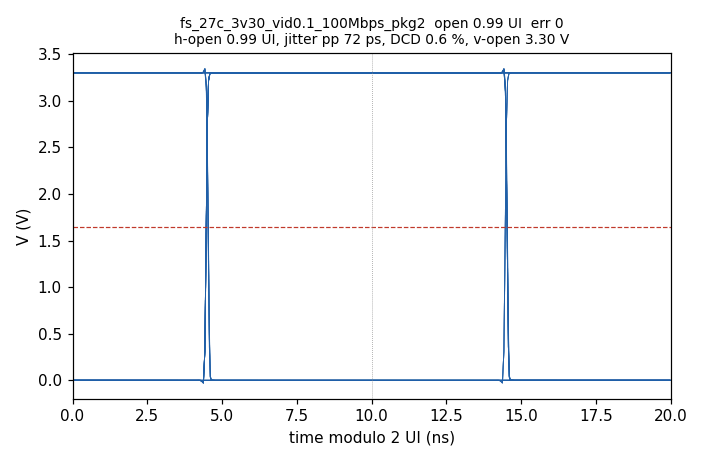 fs_27c_3v30_vid0.1_100Mbps_pkg2  open 0.99 UI  err 0
h-open 0.99 UI, jitter pp 72 ps, DCD 0.6 %, v-open 3.30 V
3.5
3.0
2.5
2.0
1.5
1.0
0.5
0.0
V (V)
0.0 2.5 5.0 7.5 10.0 12.5 15.0 17.5 20.0
time modulo 2 UI (ns)